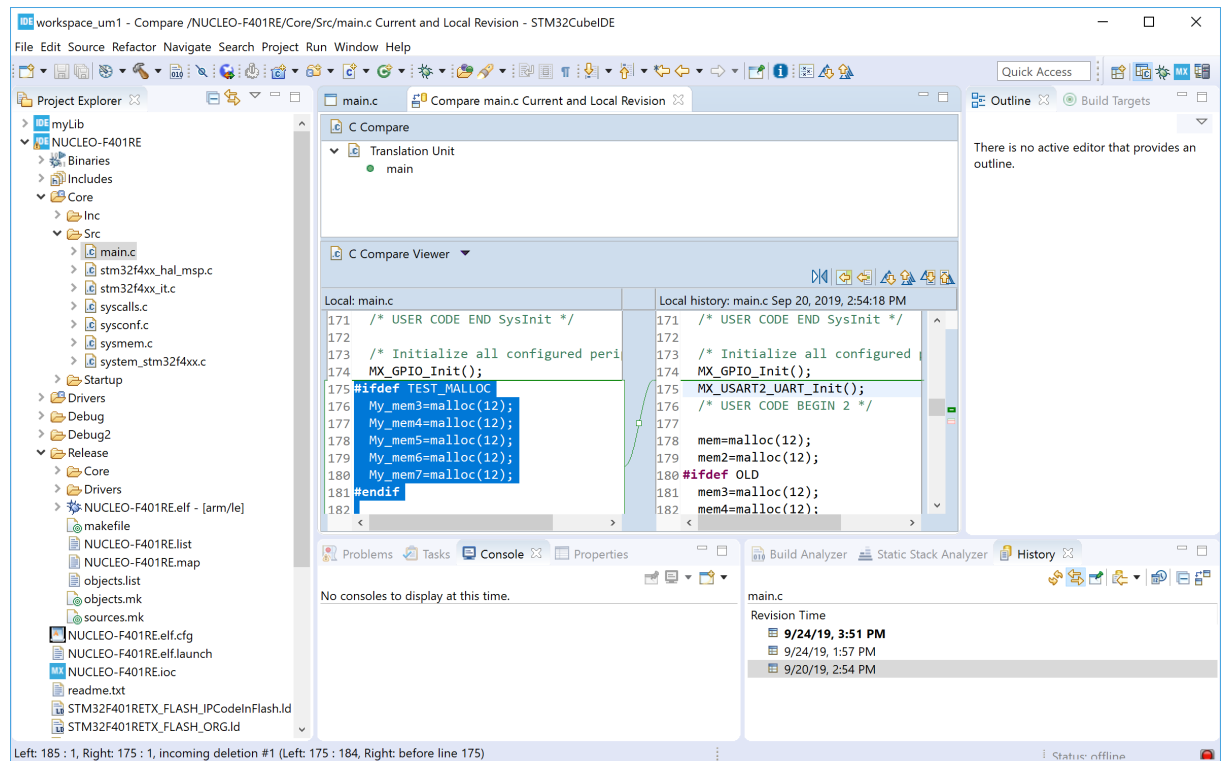 workspace_um1 - Compare /NUCLEO-F401RE/Core/Src/main.c Current and Local Revision - STM32CubeIDE
File Edit Source Refactor Navigate Search Project Run Window Help
Quick Access
Project Explorer
myLib
NUCLEO-F401RE
Binaries
Includes
Core
Inc
Src
main.c
stm32f4xx_hal_msp.c
stm32f4xx_it.c
syscalls.c
sysconf.c
sysmem.c
system_stm32f4xx.c
Startup
Drivers
Debug
Debug2
Release
Core
Drivers
NUCLEO-F401RE.elf - [arm/le]
makefile
NUCLEO-F401RE.list
NUCLEO-F401RE.map
objects.list
objects.mk
sources.mk
NUCLEO-F401RE.elf.cfg
NUCLEO-F401RE.elf.launch
NUCLEO-F401RE.ioc
readme.txt
STM32F401RETX_FLASH_IPCodeInFlash.ld
STM32F401RETX_FLASH_ORG.ld
main.c
Compare main.c Current and Local Revision
C Compare
Translation Unit
main
C Compare Viewer
Local: main.c
171 /* USER CODE END SysInit */
172
173 /* Initialize all configured peri
174 MX_GPIO_Init();
175 #ifdef TEST_MALLOC
176 My_mem3=malloc(12);
177 My_mem4=malloc(12);
178 My_mem5=malloc(12);
179 My_mem6=malloc(12);
180 My_mem7=malloc(12);
181 #endif
182
Local history: main.c Sep 20, 2019, 2:54:18 PM
171 /* USER CODE END SysInit */
172
173 /* Initialize all configured
174 MX_GPIO_Init();
175 MX_USART2_UART_Init();
176 /* USER CODE BEGIN 2 */
177
178 mem=malloc(12);
179 mem2=malloc(12);
180 #ifdef OLD
181 mem3=malloc(12);
182 mem4=malloc(12);
Outline
Build Targets
There is no active editor that provides an
outline.
Problems
Tasks
Console
Properties
No consoles to display at this time.
Build Analyzer
Static Stack Analyzer
History
main.c
Revision Time
9/24/19, 3:51 PM
9/24/19, 1:57 PM
9/20/19, 2:54 PM
Left: 185 : 1, Right: 175 : 1, incoming deletion #1 (Left: 175 : 184, Right: before line 175)
Status: offline